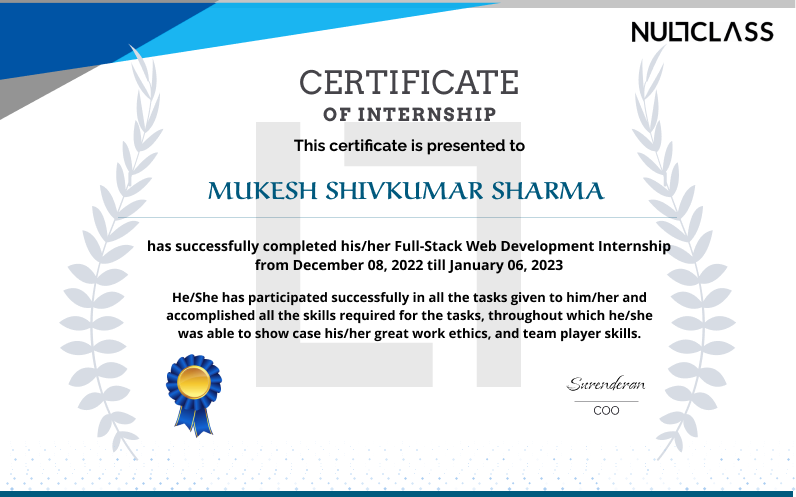 NULLCLASS
CERTIFICATE
OF INTERNSHIP
This certificate is presented to
MUKESH SHIVKUMAR SHARMA
has successfully completed his/her Full-Stack Web Development Internship
from December 08, 2022 till January 06, 2023
He/She has participated successfully in all the tasks given to him/her and
accomplished all the skills required for the tasks, throughout which he/she
was able to show case his/her great work ethics, and team player skills.
Surenderan
COO